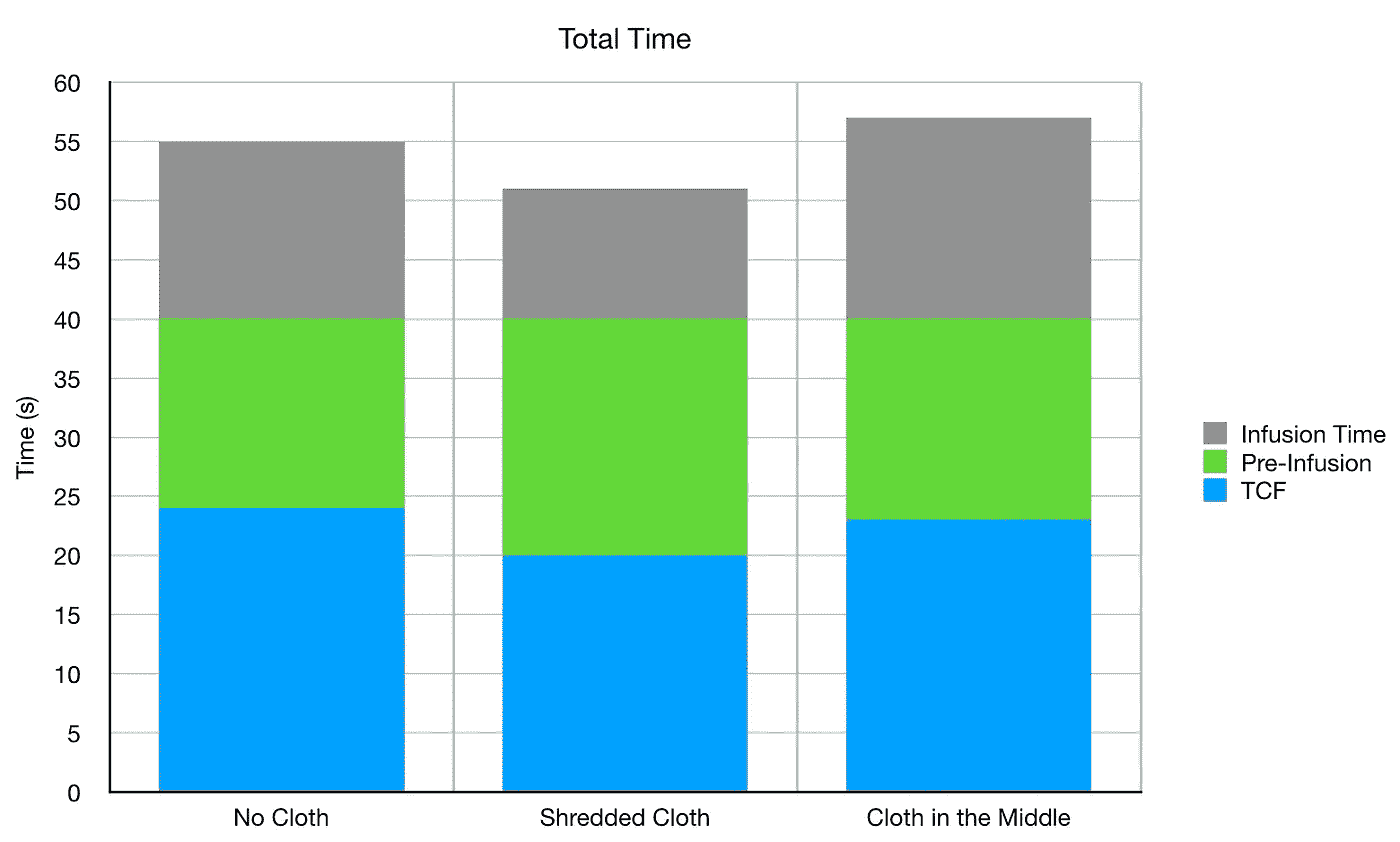 Total Time
60
55
50
45
40
35
30
25
20
15
10
5
0
Time (s)
No Cloth
Shredded Cloth
Cloth in the Middle
Infusion Time
Pre-Infusion
TCF